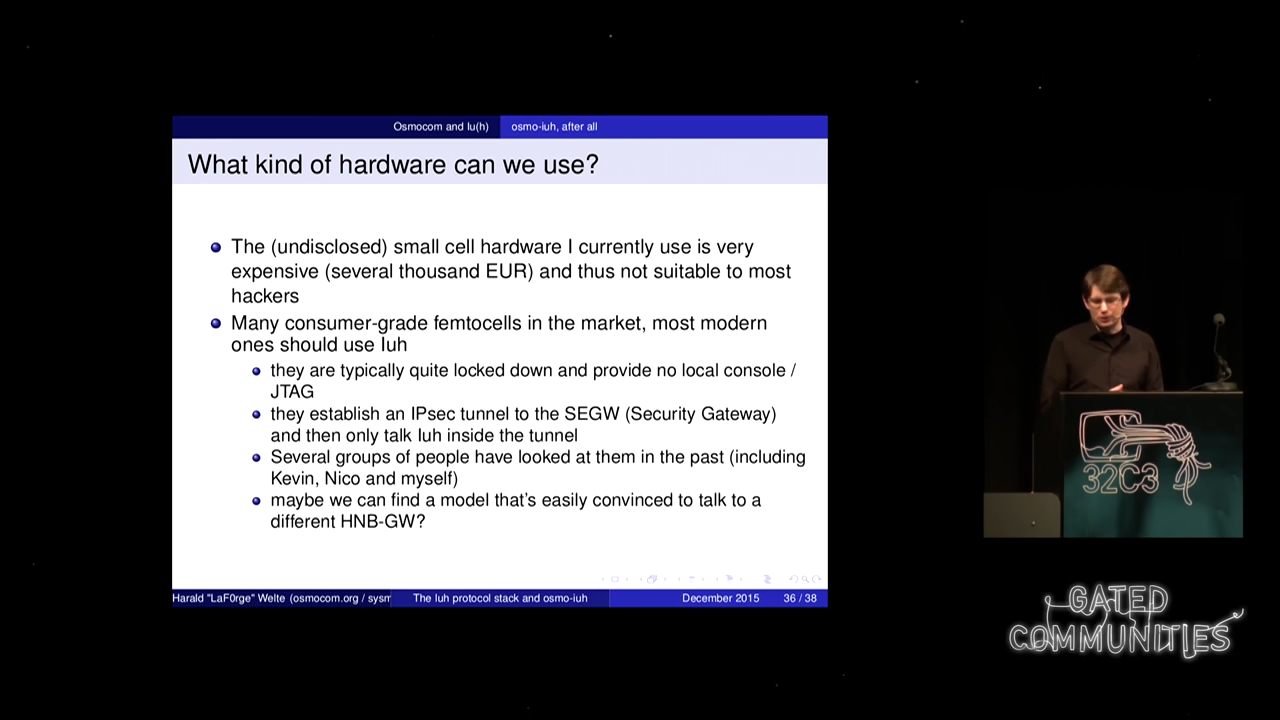 Osmocom and Iu(h) osmo-iuh, after all
What kind of hardware can we use?
The (undisclosed) small cell hardware I currently use is very
expensive (several thousand EUR) and thus not suitable to most
hackers
Many consumer-grade femtocells in the market, most modern
ones should use Iuh
they are typically quite locked down and provide no local console /
JTAG
they establish an IPsec tunnel to the SEGW (Security Gateway)
and then only talk Iuh inside the tunnel
Several groups of people have looked at them in the past (including
Kevin, Nico and myself)
maybe we can find a model that's easily convinced to talk to a
different HNB-GW?
Harald "LaF0rge" Welte (osmocom.org / sysm The Iuh protocol stack and osmo-iuh December 2015 36 / 38
32C3
GATED
COMMUNITIES